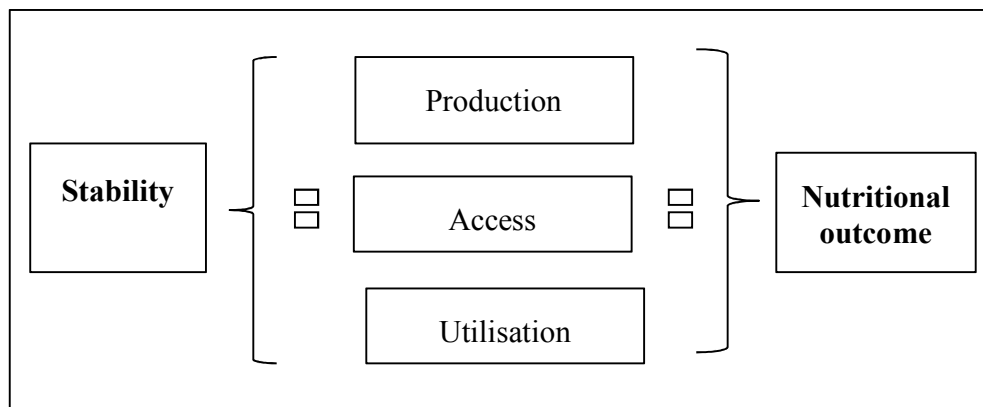 Production
Stability
Access
Nutritional
outcome
Utilisation